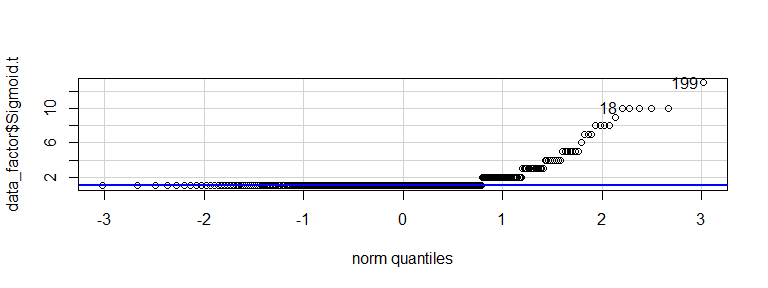 data_factor$Sigmoid.t
10
6
2
199
18
-3 -2 -1 0 1 2 3
norm quantiles